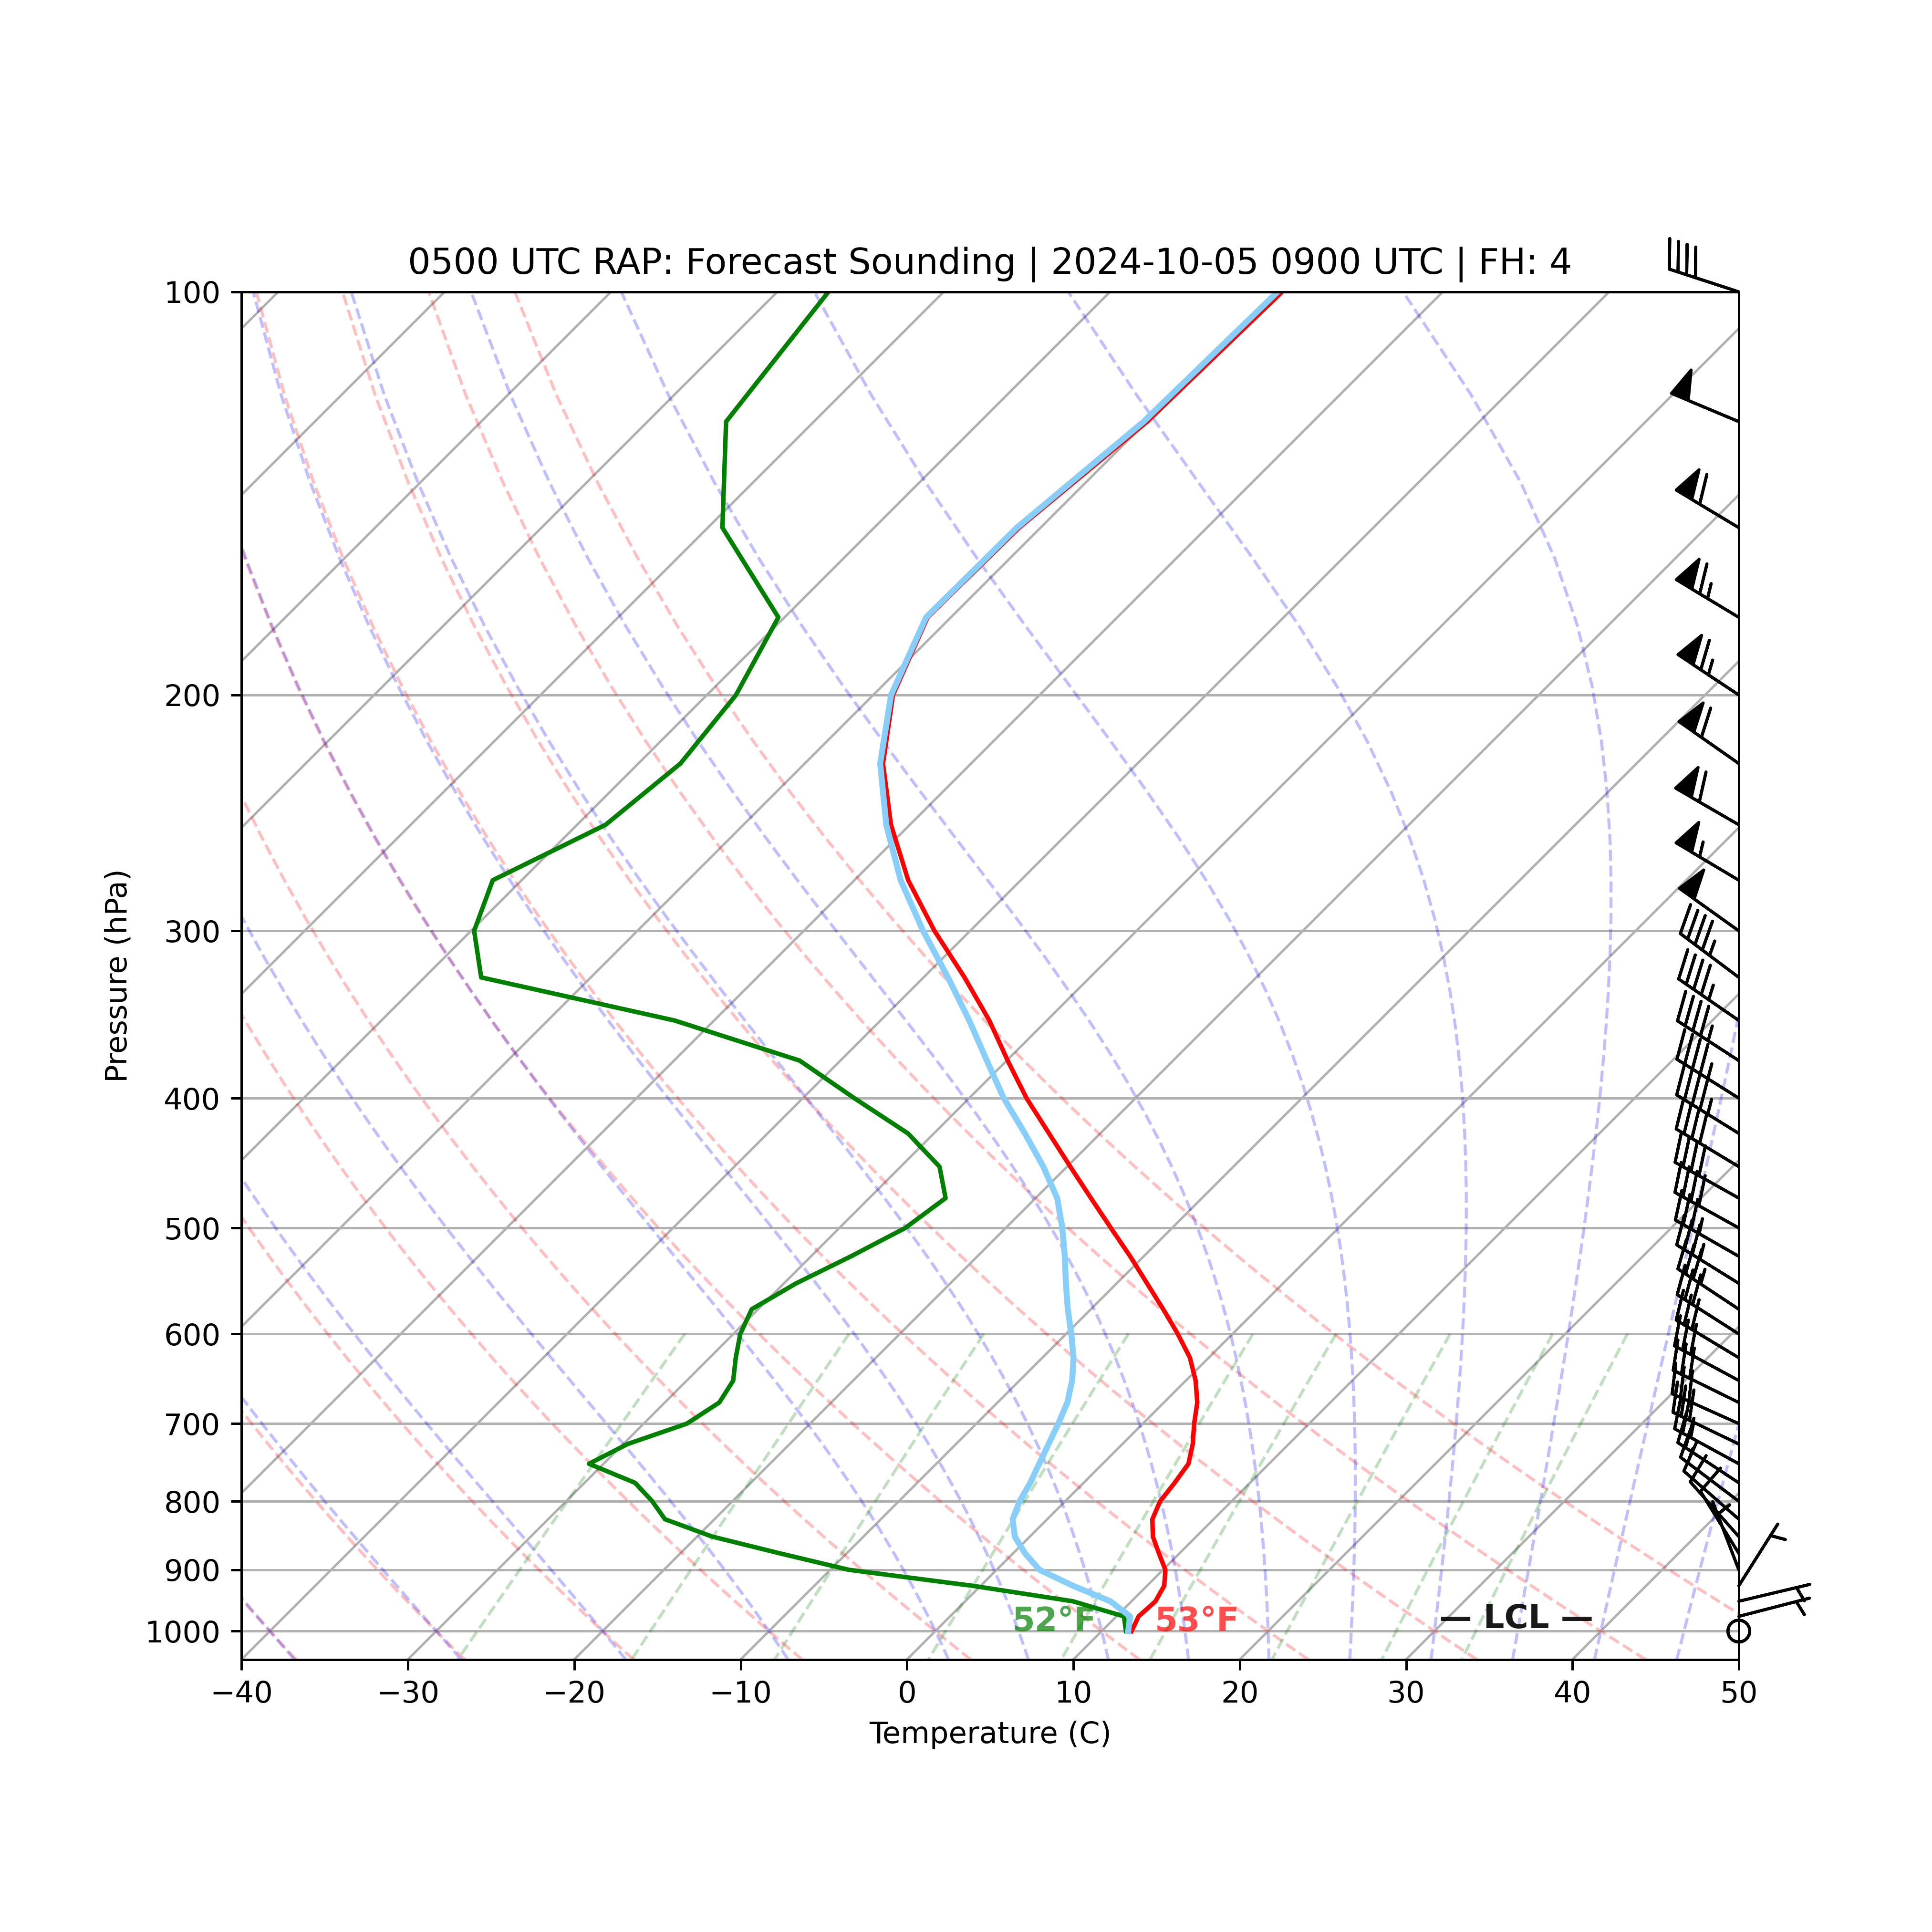 0500 UTC RAP: Forecast Sounding | 2024-10-05 0900 UTC | FH: 4
100
200
300
400
500
600
700
800
900
1000
Pressure (hPa)
52°F 53°F — LCL —
−40 −30 −20 −10 0 10 20 30 40 50
Temperature (C)